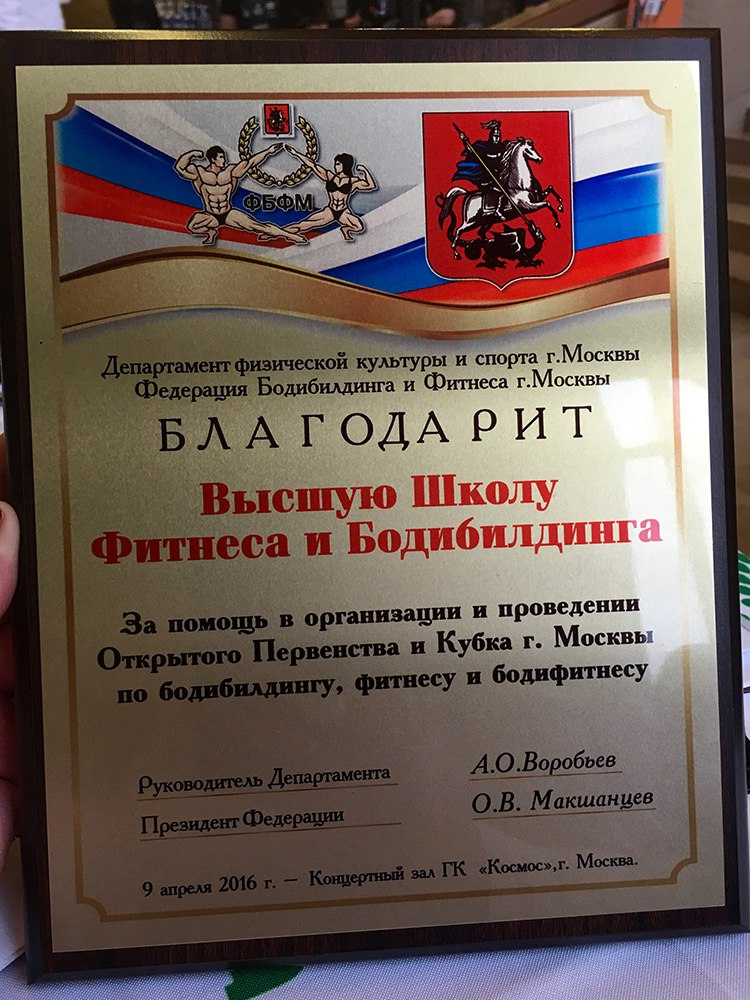 ФБФМ
Департамент физической культуры и спорта г.Москвы
Федерация Бодибилдинга и Фитнеса г.Москвы
БЛАГОДАРИТ
Высшую Школу
Фитнеса и Бодибилдинга
За помощь в организации и проведении
Открытого Первенства и Кубка г. Москвы
по бодибилдингу, фитнесу и бодифитнесу
Руководитель Департамента А.О.Воробьев
Президент Федерации О.В. Макшанцев
9 апреля 2016 г. – Концертный зал ГК «Космос»,г. Москва.